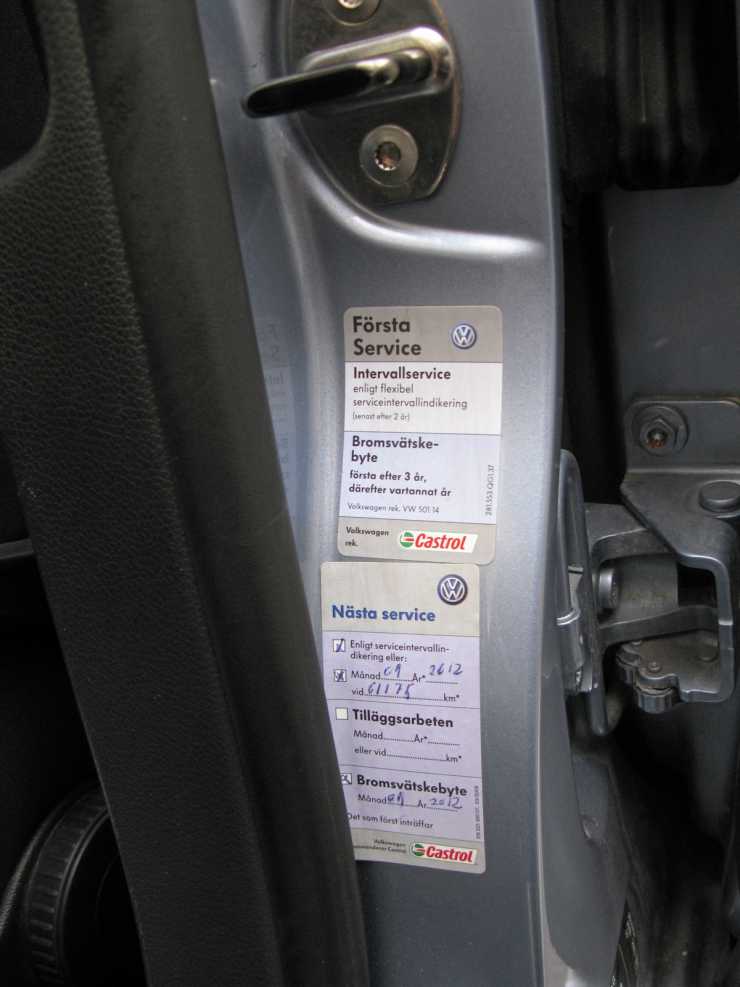 Första
Service
Intervallservice
enligt flexibel
serviceintervallindikering
(senast efter 2 år)
Bromsvätske-
byte
första efter 3 år,
därefter vartannat år
Volkswagen rek. VW 501 14
Volkswagen
rek.
Castrol
Nästa service
Enligt serviceintervallin-
dikering eller:
Månad 09 År* 2012
vid 61175 km*
Tilläggsarbeten
Månad............År*............
eller vid......................km*
Bromsvätskebyte
Månad 09 År 2012
Det som först inträffar
Volkswagen
Castrol
Castrol